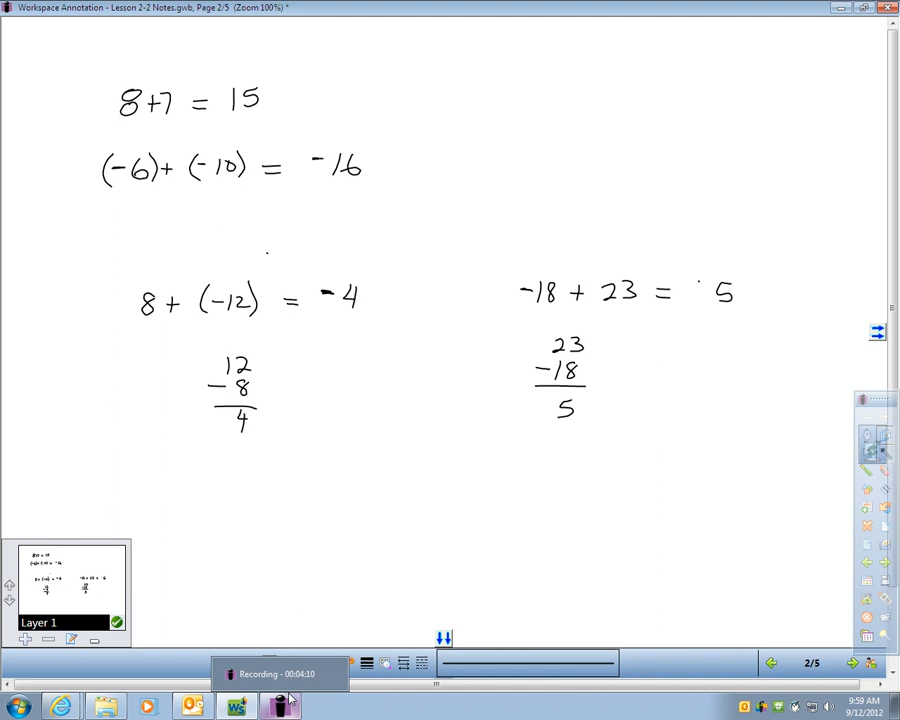 Workspace Annotation - Lesson 2-2 Notes.gwb, Page 2/5 (Zoom 100%) *
8+7 = 15
(-6)+ (-10) = -16
8 + (-12) = -4
-18 + 23 = 5
12
- 8
4
23
-18
5
Layer 1
Recording - 00:04:10
2/5
9:59 AM
9/12/2012